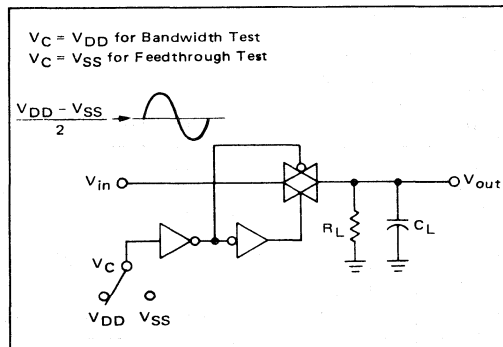 VC = VDD for Bandwidth Test
VC = VSS for Feedthrough Test
VDD – VSS
2
Vin
Vout
RL
CL
VC
VDD VSS